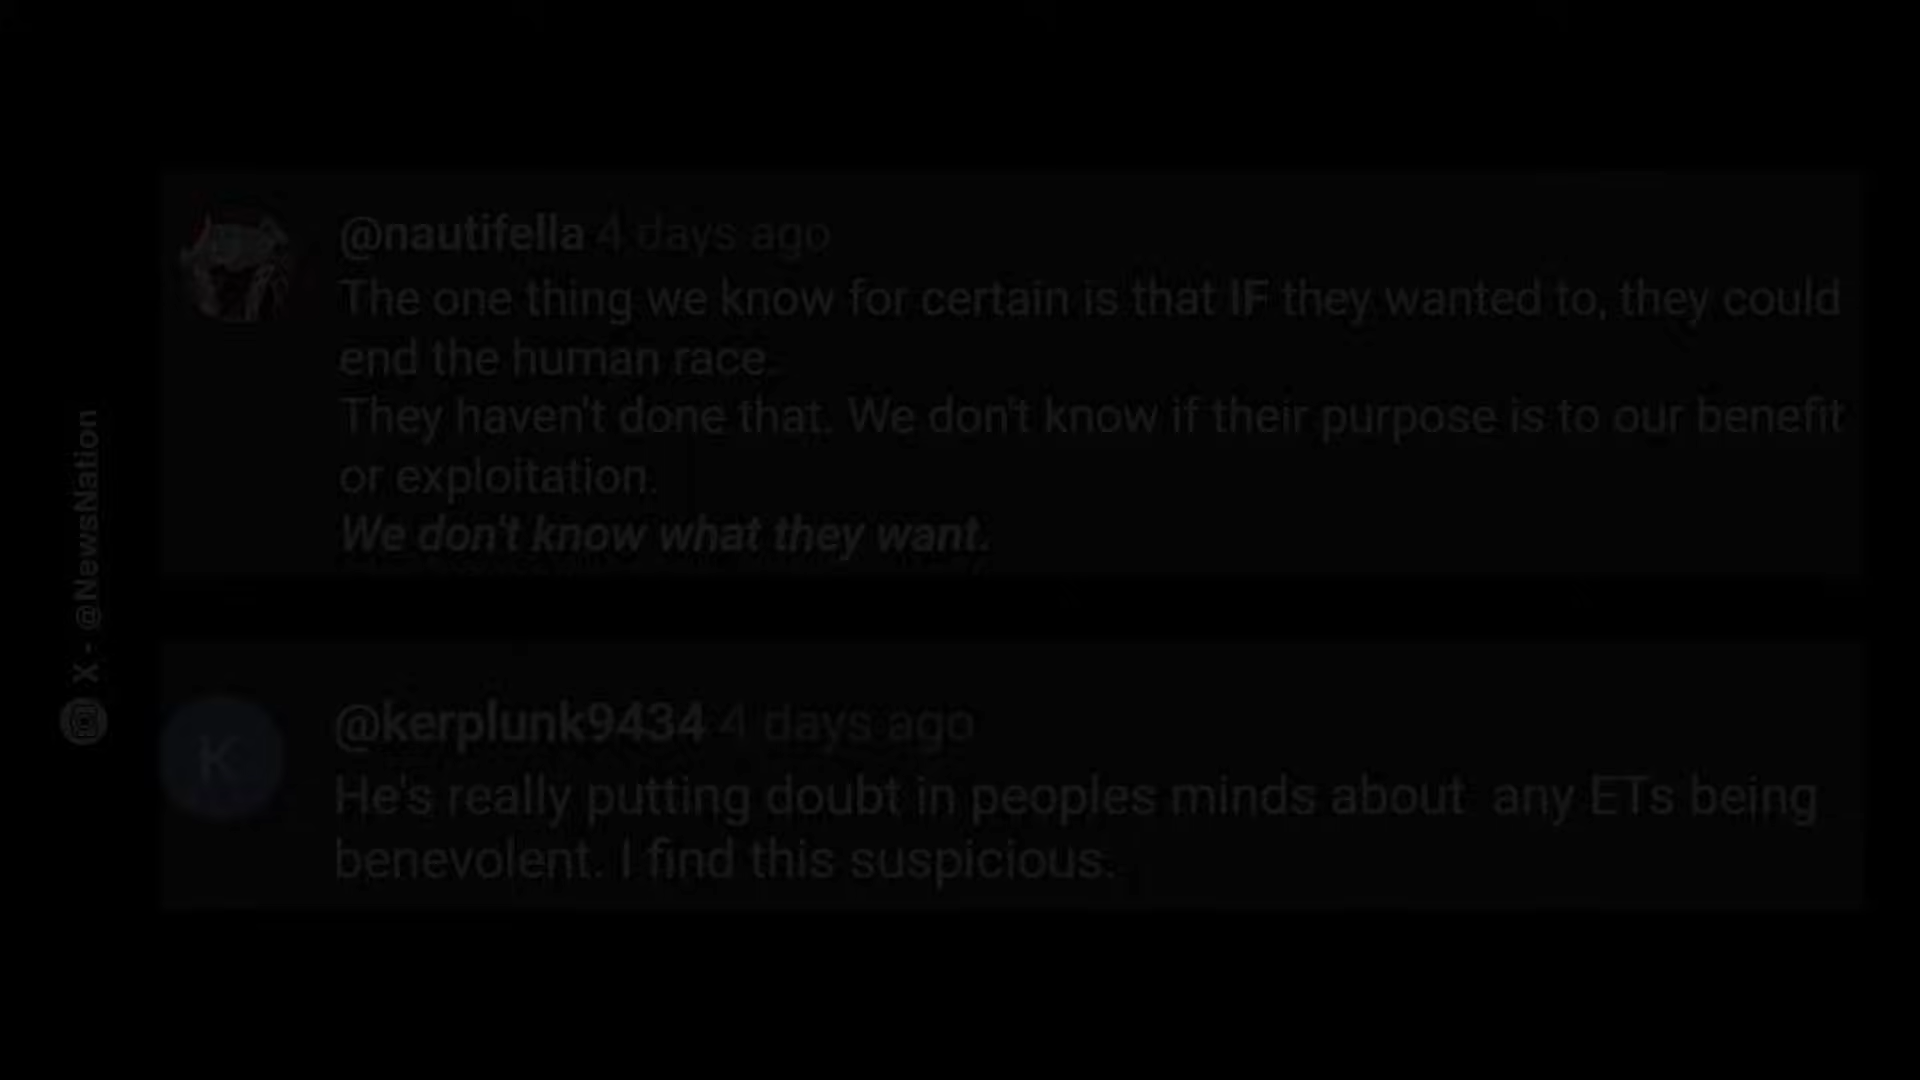 @nautifella 4 days ago
The one thing we know for certain is that IF they wanted to, they could
end the human race.
They haven't done that. We don't know if their purpose is to our benefit
or exploitation.
We don't know what they want.
X - @NewsNation
K
@kerplunk9434 4 days ago
He's really putting doubt in peoples minds about any ETs being
benevolent. I find this suspicious.